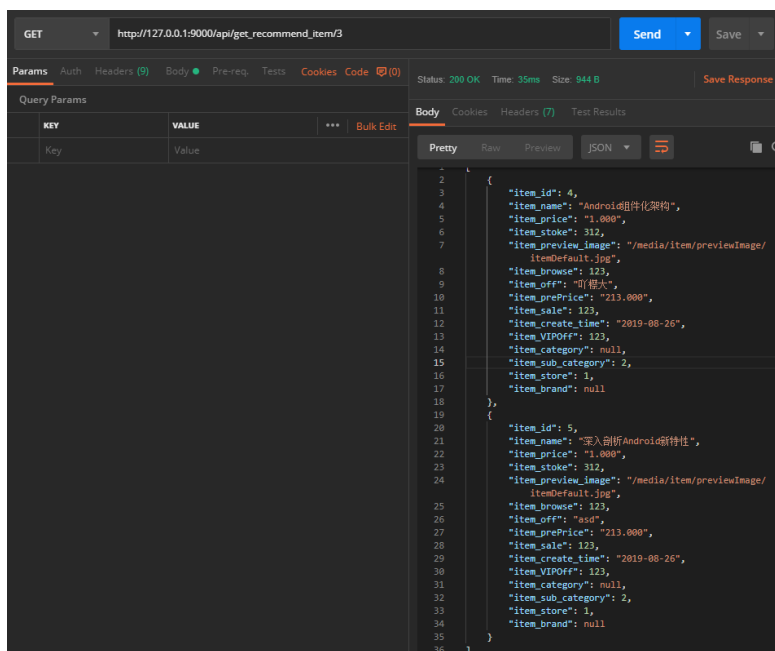 GET http://127.0.0.1:9000/api/get_recommend_item/3 Send Save
Params Auth Headers (9) Body Pre-req. Tests Cookies Code (0)
Status: 200 OK Time: 35ms Size: 944 B Save Response
Query Params
Body Cookies Headers (7) Test Results
KEY VALUE ••• Bulk Edit
Key Value
Pretty Raw Preview JSON
1 [
2 {
3 "item_id": 4,
4 "item_name": "Android组件化架构",
5 "item_price": "1.000",
6 "item_stoke": 312,
7 "item_preview_image": "/media/item/previewImage/
itemDefault.jpg",
8 "item_browse": 123,
9 "item_off": "吖樱大",
10 "item_prePrice": "213.000",
11 "item_sale": 123,
12 "item_create_time": "2019-08-26",
13 "item_VIPOff": 123,
14 "item_category": null,
15 "item_sub_category": 2,
16 "item_store": 1,
17 "item_brand": null
18 },
19 {
20 "item_id": 5,
21 "item_name": "深入剖析Android新特性",
22 "item_price": "1.000",
23 "item_stoke": 312,
24 "item_preview_image": "/media/item/previewImage/
itemDefault.jpg",
25 "item_browse": 123,
26 "item_off": "asd",
27 "item_prePrice": "213.000",
28 "item_sale": 123,
29 "item_create_time": "2019-08-26",
30 "item_VIPOff": 123,
31 "item_category": null,
32 "item_sub_category": 2,
33 "item_store": 1,
34 "item_brand": null
35 }
36 ]